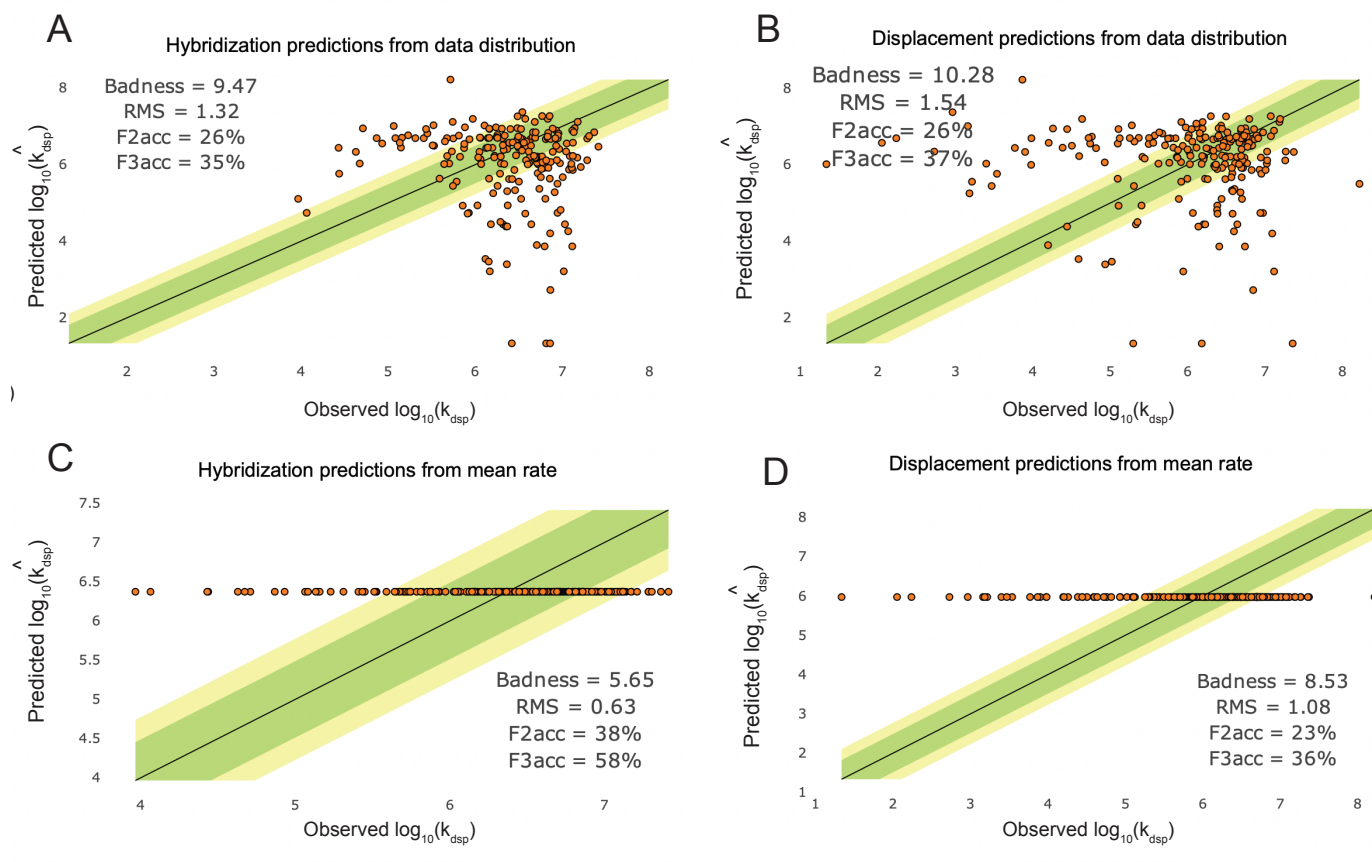 A
Hybridization predictions from data distribution
Badness = 9.47
RMS = 1.32
F2acc = 26%
F3acc = 35%
Predicted log10(k̂dsp)
8
6
4
2
2 3 4 5 6 7 8
Observed log10(kdsp)
B
Displacement predictions from data distribution
Badness = 10.28
RMS = 1.54
F2acc = 26%
F3acc = 37%
Predicted log10(k̂dsp)
8
6
4
2
1 2 3 4 5 6 7 8
Observed log10(kdsp)
)
C
Hybridization predictions from mean rate
Predicted log10(k̂dsp)
7.5
7
6.5
6
5.5
5
4.5
4
Badness = 5.65
RMS = 0.63
F2acc = 38%
F3acc = 58%
4 5 6 7
Observed log10(kdsp)
D
Displacement predictions from mean rate
Predicted log10(k̂dsp)
8
7
6
5
4
3
2
1
Badness = 8.53
RMS = 1.08
F2acc = 23%
F3acc = 36%
1 2 3 4 5 6 7 8
Observed log10(kdsp)